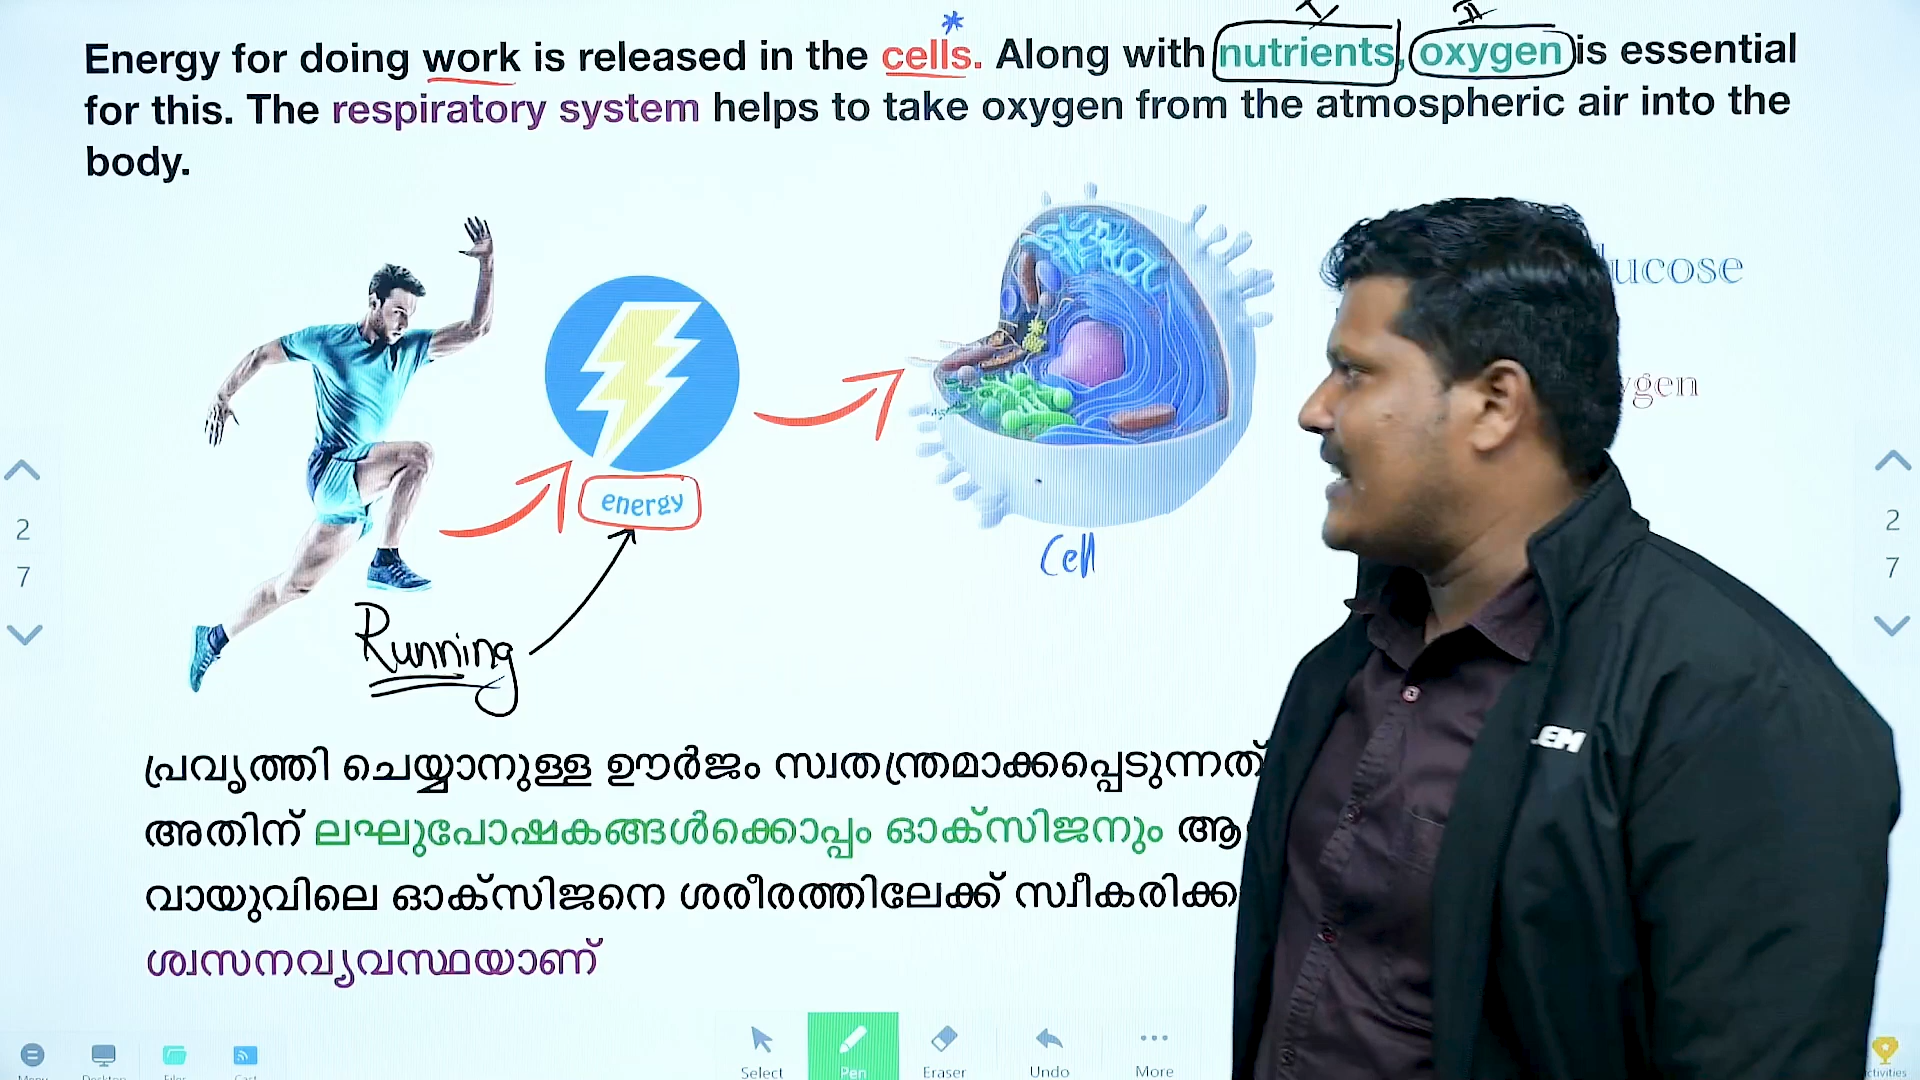 I II
*
Energy for doing work is released in the cells. Along with nutrients, oxygen is essential
for this. The respiratory system helps to take oxygen from the atmospheric air into the
body.
energy
Cell
Running
2
7
2
7
പ്രവൃത്തി ചെയ്യാനുള്ള ഊർജം സ്വതന്ത്രമാക്കപ്പെടുന്നത്
അതിന് ലഘുപോഷകങ്ങൾക്കൊപ്പം ഓക്സിജനും
വായുവിലെ ഓക്സിജനെ ശരീരത്തിലേക്ക്
ശ്വസനവ്യവസ്ഥയാണ്
Select
Pen
Eraser
Undo
More